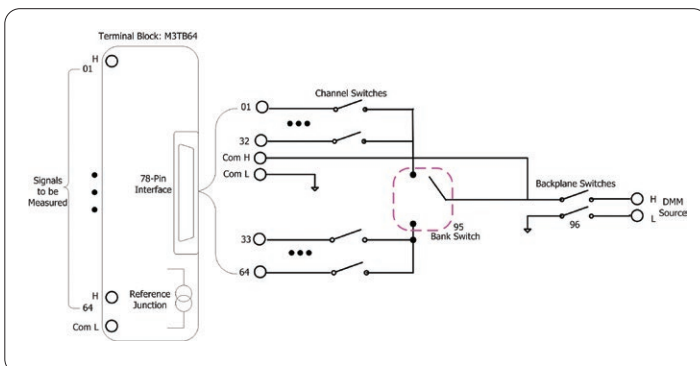 Terminal Block: M3TB64
H
01
Signals
to be
Measured
78-Pin
Interface
H
64
Com L
Reference
Junction
01
Channel Switches
32
Com H
Com L
33
64
95
Bank Switch
Backplane Switches
96
H
L
DMM
Source